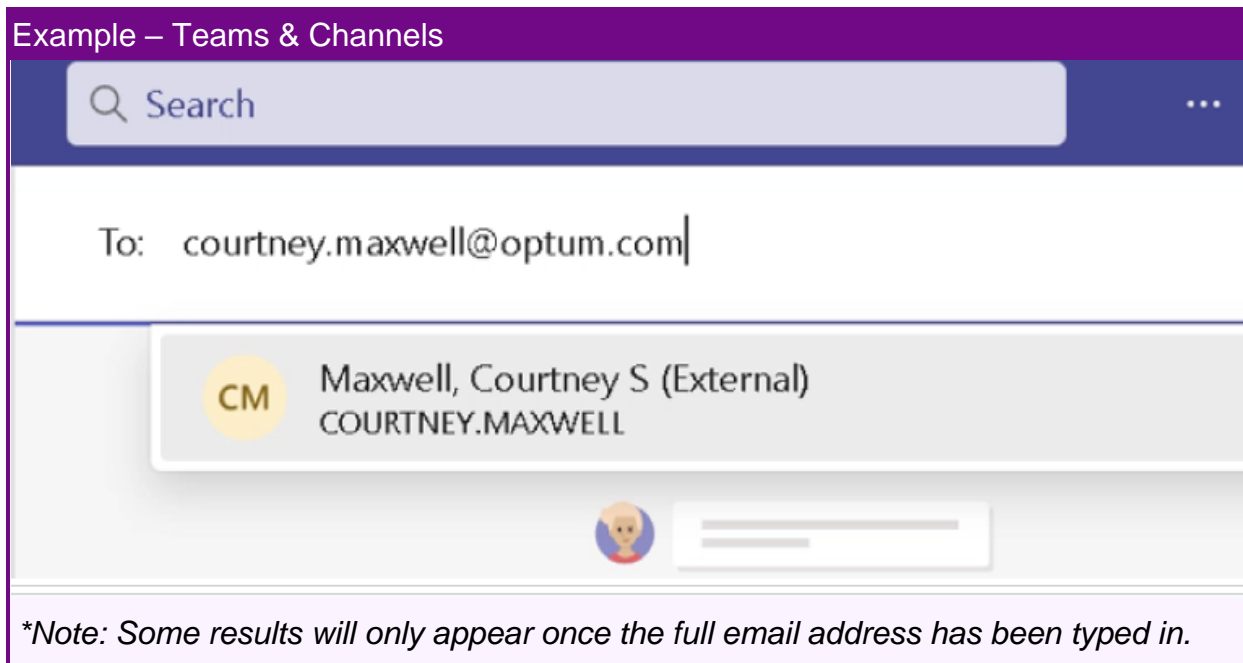 Example – Teams & Channels
Search
...
To: courtney.maxwell@optum.com
CM
Maxwell, Courtney S (External)
COURTNEY.MAXWELL
*Note: Some results will only appear once the full email address has been typed in.